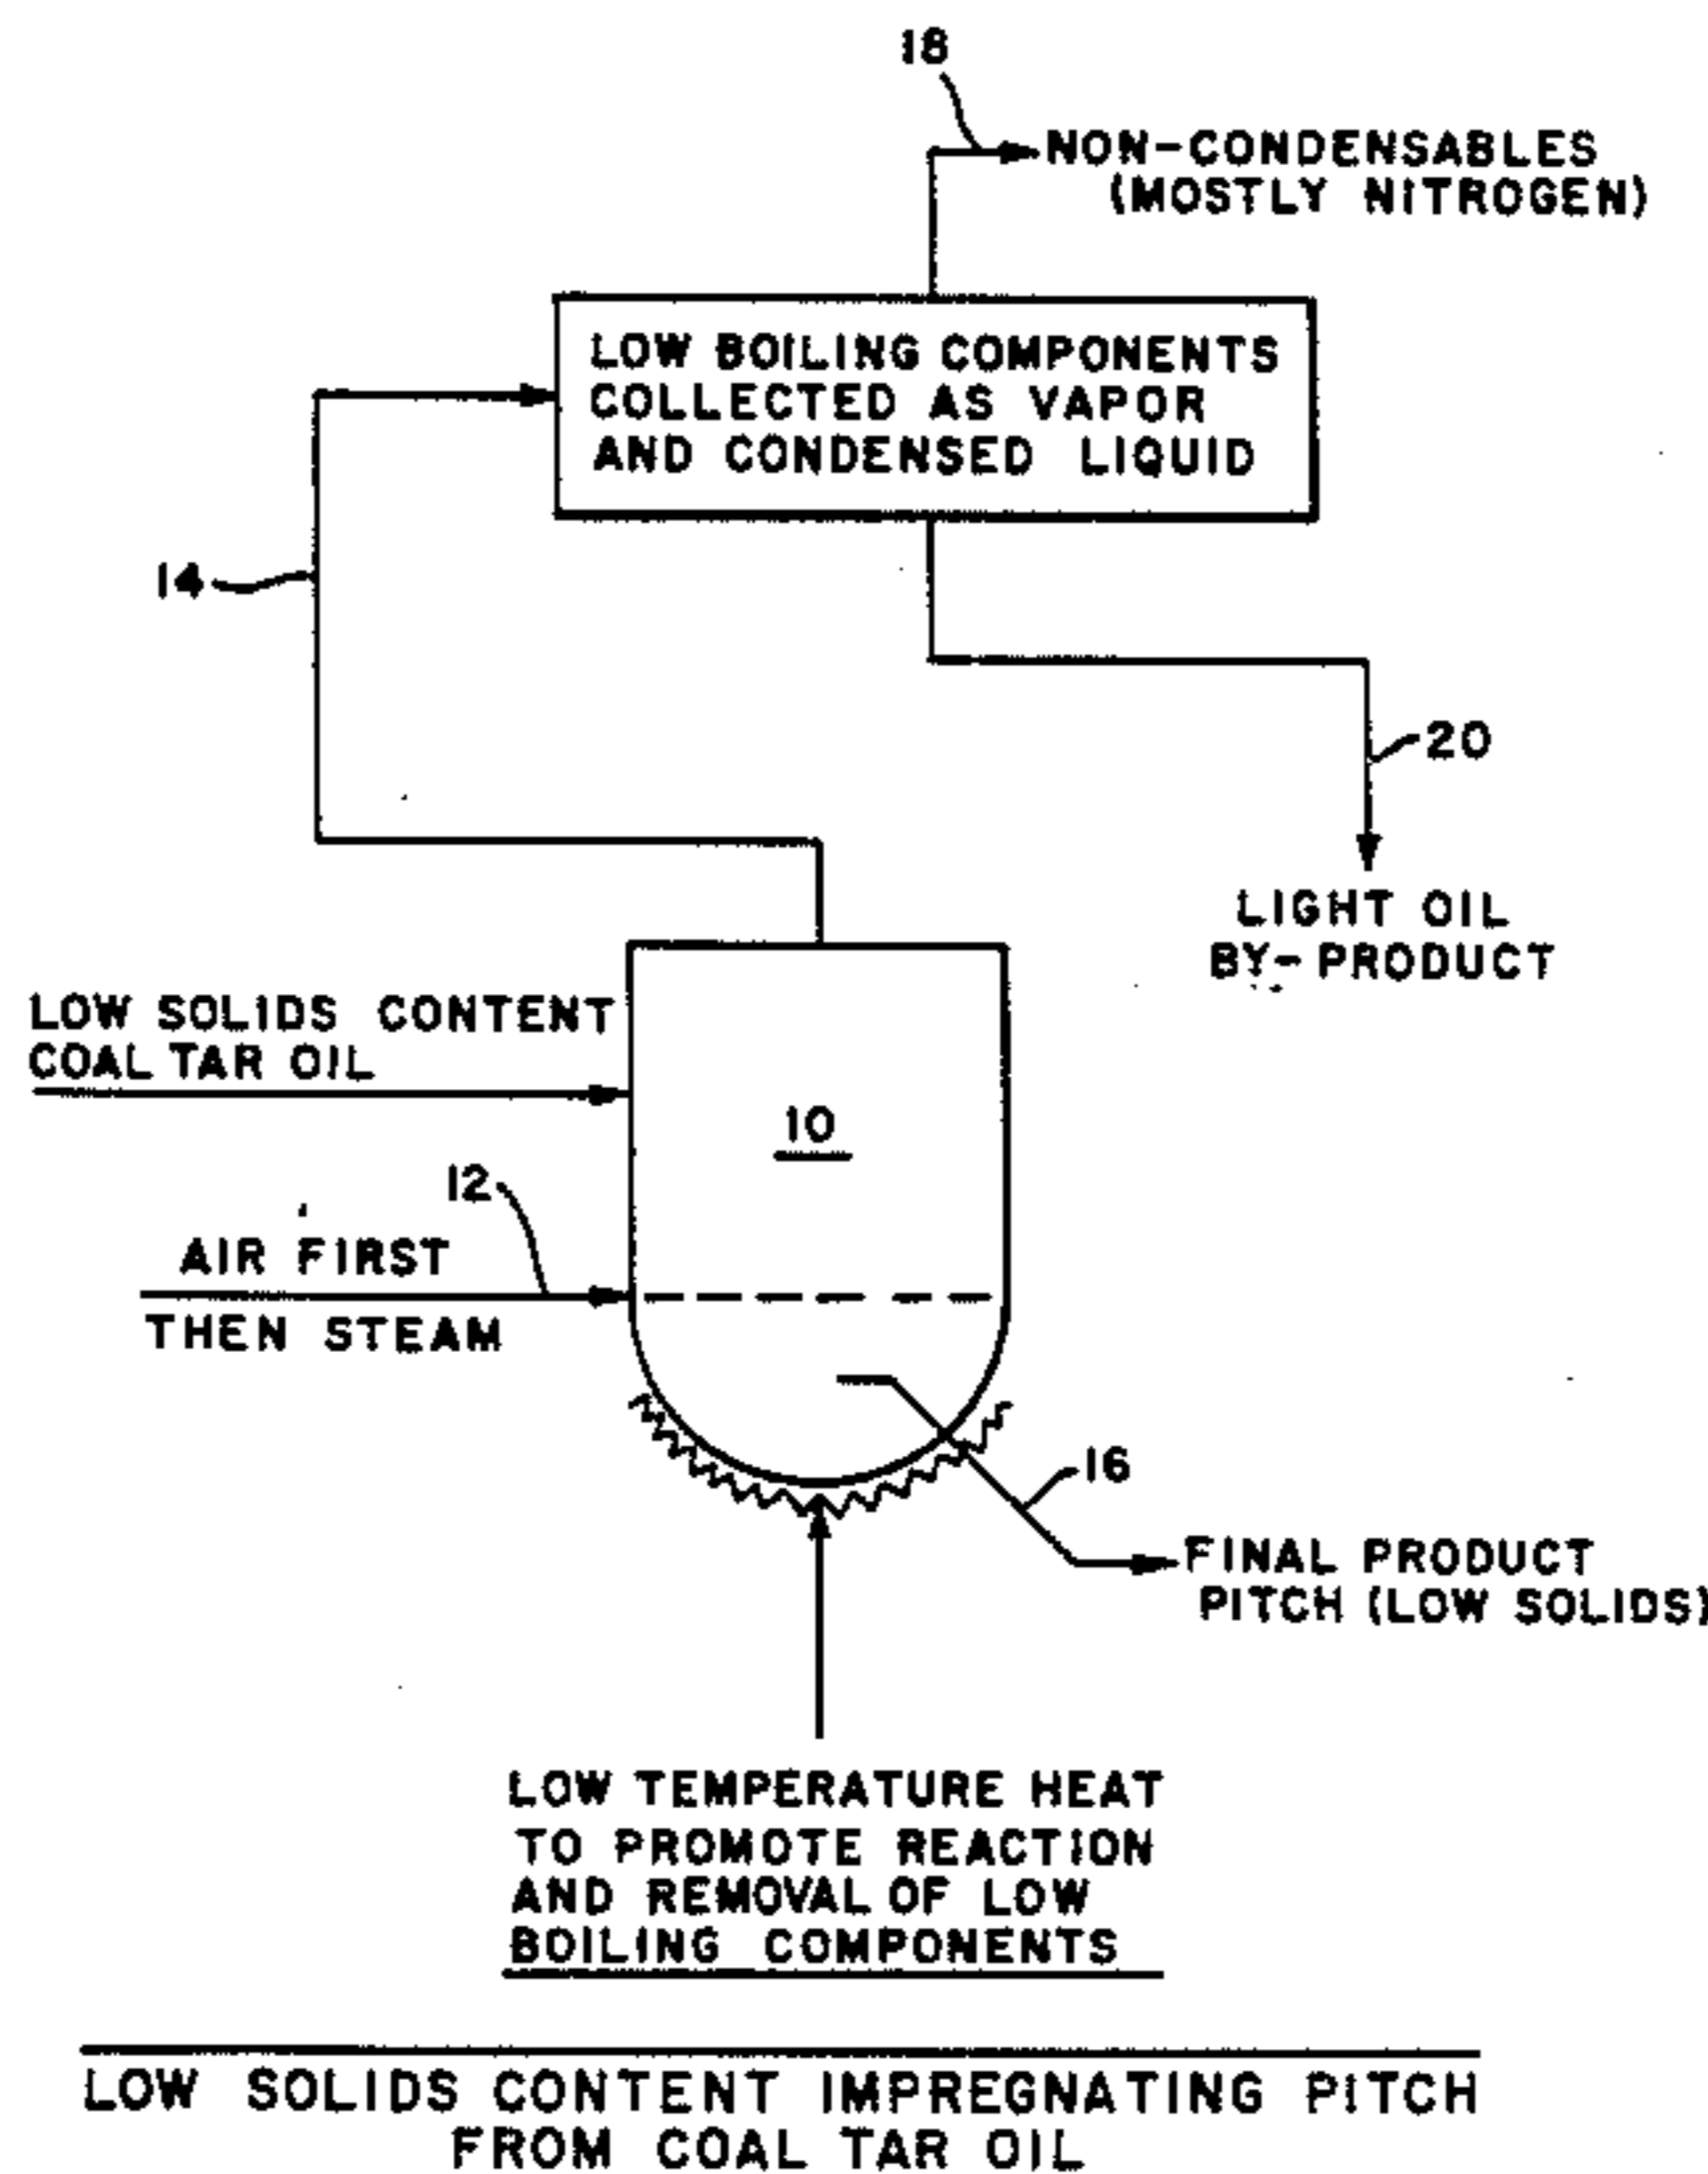 18
NON-CONDENSABLES
(MOSTLY NITROGEN)
LOW BOILING COMPONENTS
COLLECTED AS VAPOR
AND CONDENSED LIQUID
14
20
LIGHT OIL
BY-PRODUCT
LOW SOLIDS CONTENT
COAL TAR OIL
10
12
AIR FIRST
THEN STEAM
16
FINAL PRODUCT
PITCH (LOW SOLIDS)
LOW TEMPERATURE HEAT
TO PROMOTE REACTION
AND REMOVAL OF LOW
BOILING COMPONENTS
LOW SOLIDS CONTENT IMPREGNATING PITCH
FROM COAL TAR OIL